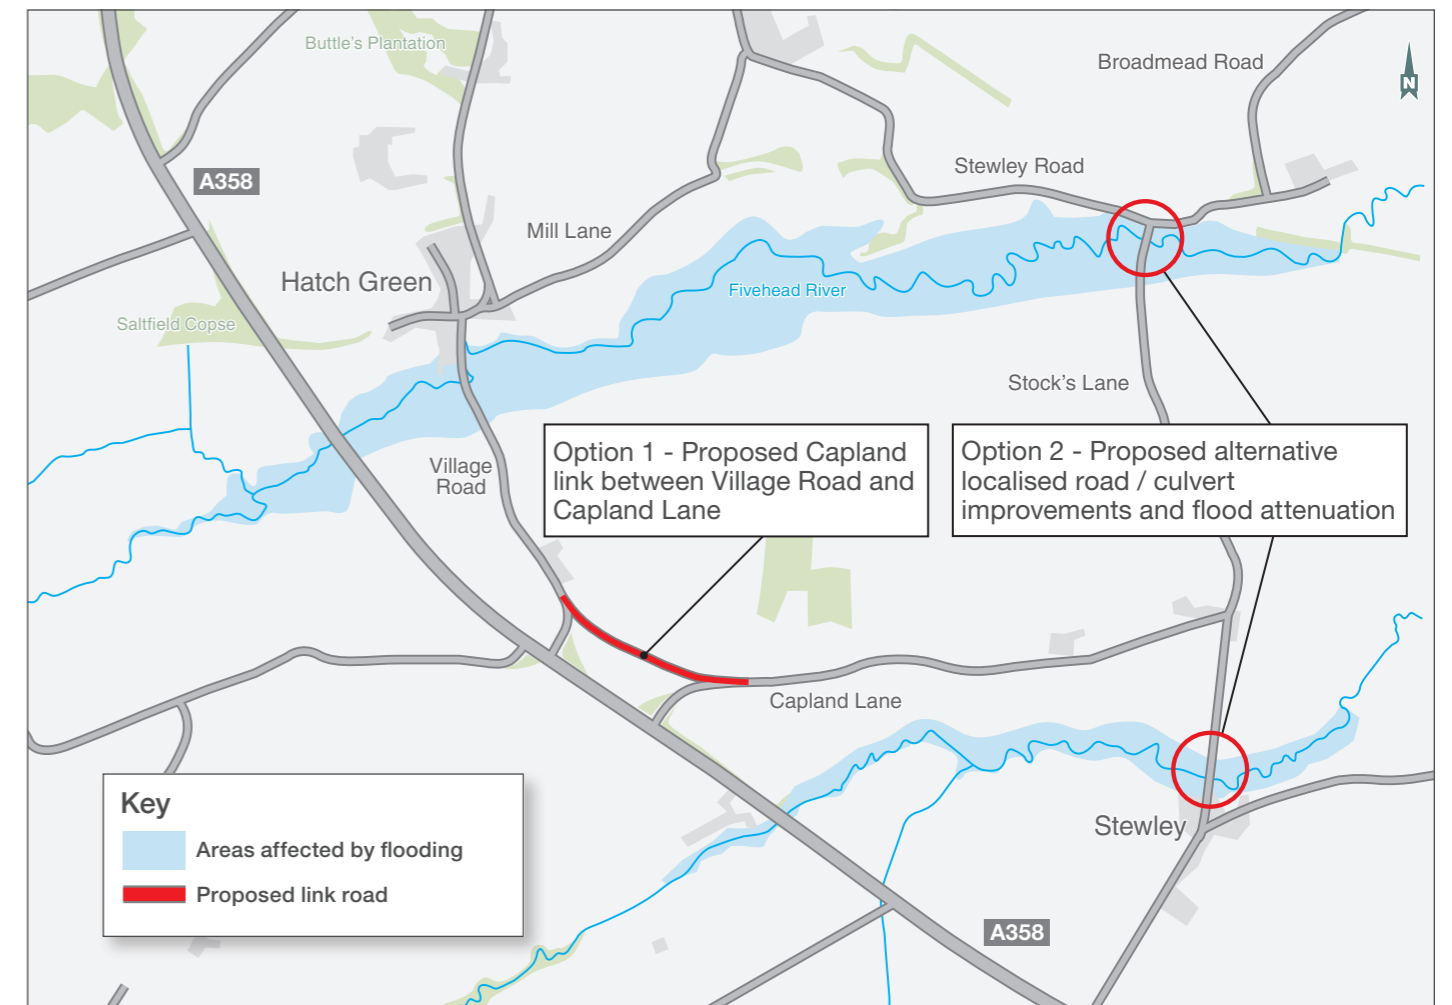 Buttle's Plantation
Broadmead Road
N
A358
Stewley Road
Mill Lane
Hatch Green
Fivehead River
Saltfield Copse
Stock's Lane
Village
Road
Option 1 - Proposed Capland
link between Village Road and
Capland Lane
Option 2 - Proposed alternative
localised road / culvert
improvements and flood attenuation
Capland Lane
Key
Areas affected by flooding
Proposed link road
Stewley
A358